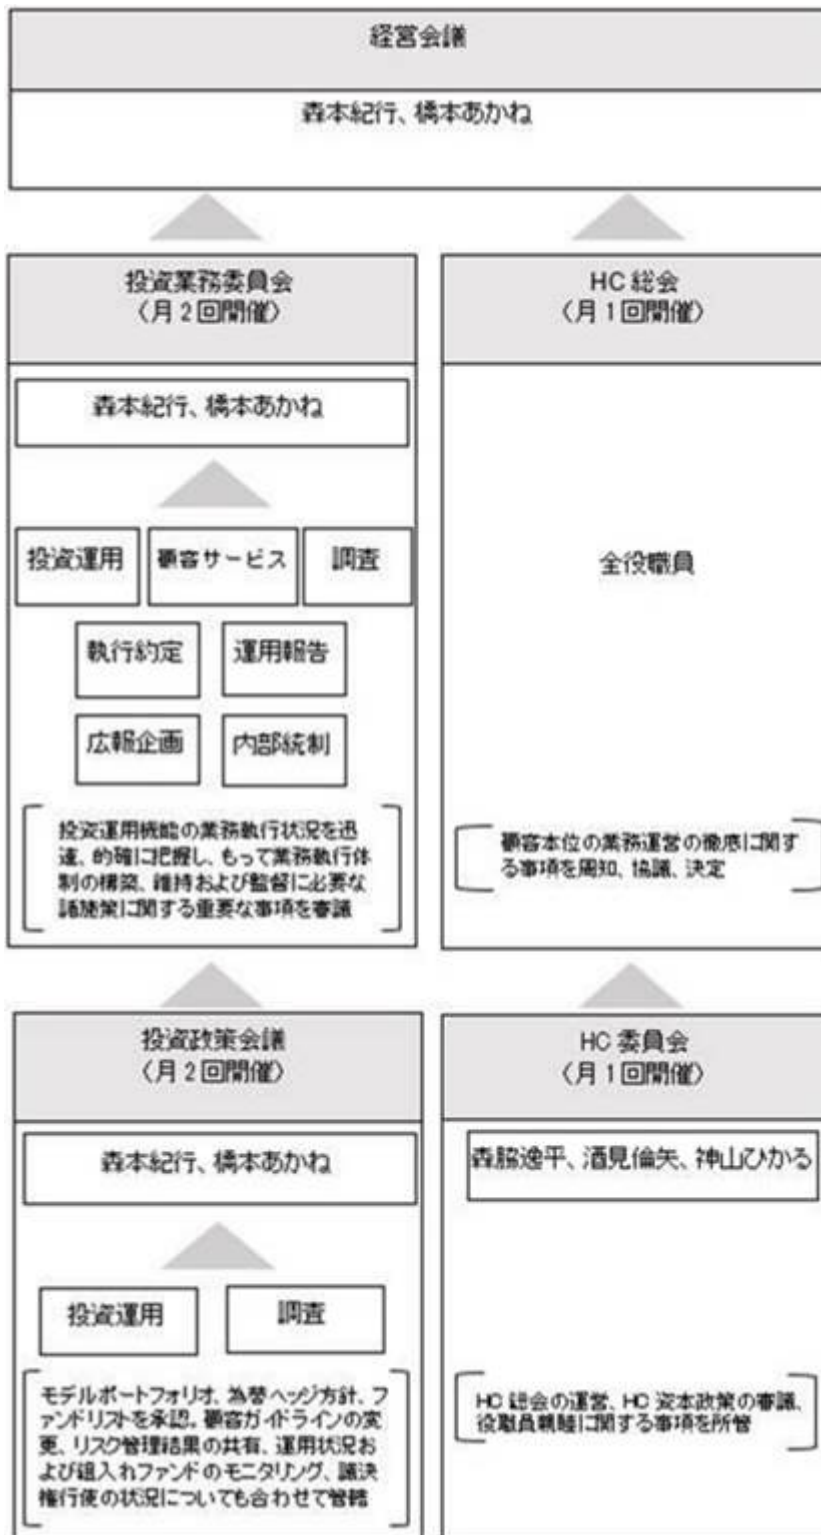 経営会議
森本紀行、橋本あかね
投資業務委員会
〈月2回開催〉
森本紀行、橋本あかね
投資運用
顧客サービス
調査
執行約定
運用報告
広報企画
内部統制
投資運用機能の業務執行状況を迅
速、的確に把握し、もって業務執行体
制の構築、維持および監督に必要な
諸施策に関する重要な事項を審議
HC 総会
〈月1回開催〉
全役職員
顧客本位の業務運営の徹底に関す
る事項を周知、協議、決定
投資政策会議
〈月2回開催〉
森本紀行、橋本あかね
投資運用
調査
モデルポートフォリオ、為替ヘッジ方針、フ
ァンドリストを承認。顧客ガイドラインの変
更、リスク管理結果の共有、運用状況お
よび組入れファンドのモニタリング、議決
権行使の状況についても合わせて管轄
HC 委員会
〈月1回開催〉
森脇逸平、酒見倫矢、神山ひかる
HC 総会の運営、HC 資本政策の審議、
役職員親睦に関する事項を所管